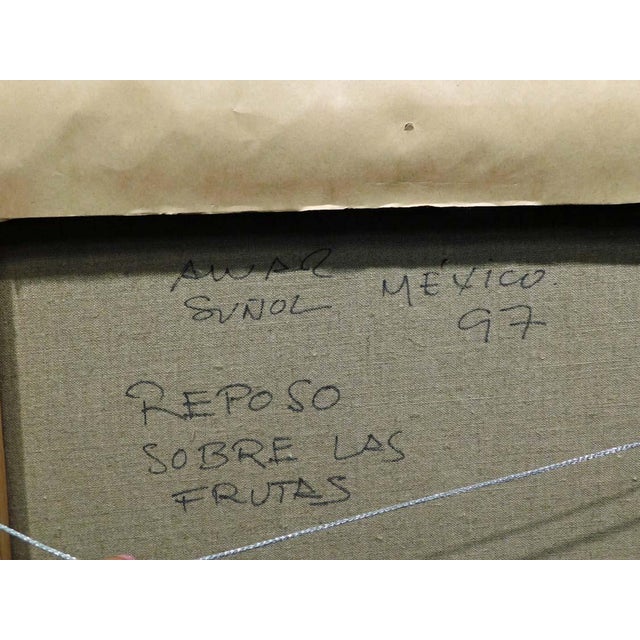 ALVAR
SUÑOL MÉXICO.
97
REPOSO
SOBRE LAS
FRUTAS